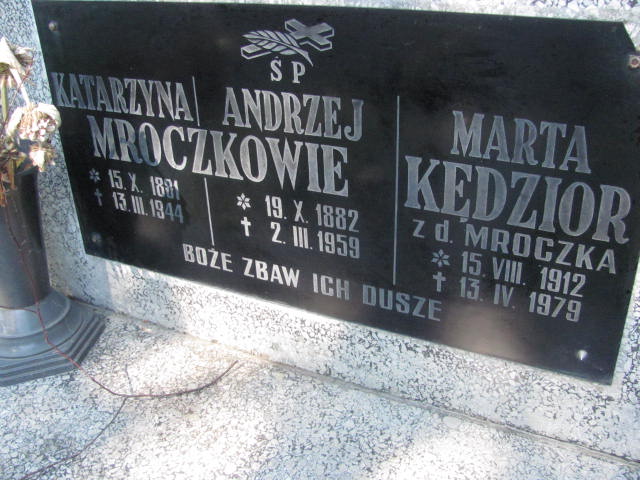 ŚP
KATARZYNA ANDRZEJ
MROCZKOWIE
* 15. X. 1891
✝ 13. III. 1944
* 19. X. 1882
✝ 2. III. 1959
MARTA
KĘDZIOR
Z D. MROCZKA
* 15. VIII. 1912
✝ 13. IV. 1979
BOŻE ZBAW ICH DUSZE